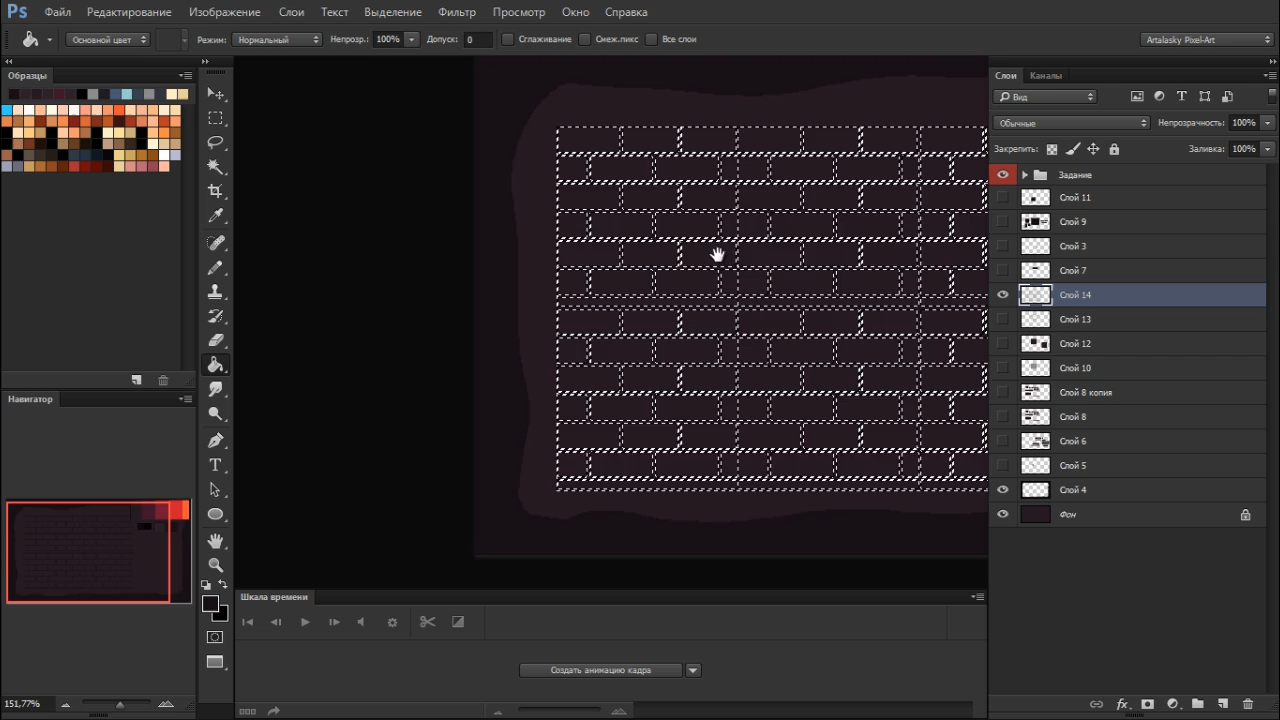 Ps Файл Редактирование Изображение Слои Текст Выделение Фильтр Просмотр Окно Справка
Основной цвет Режим: Нормальный Непрозр.: 100% Допуск: 0 Сглаживание Смеж.пикс Все слои Artalasky Pixel-Art
Образцы
Слои Каналы
Вид
Обычные Непрозрачность: 100%
Закрепить: Заливка: 100%
Задание
Слой 11
Слой 9
Слой 3
Слой 7
Слой 14
Слой 13
Слой 12
Слой 10
Слой 8 копия
Слой 8
Слой 6
Слой 5
Слой 4
Фон
Навигатор
151,77%
Шкала времени
Создать анимацию кадра